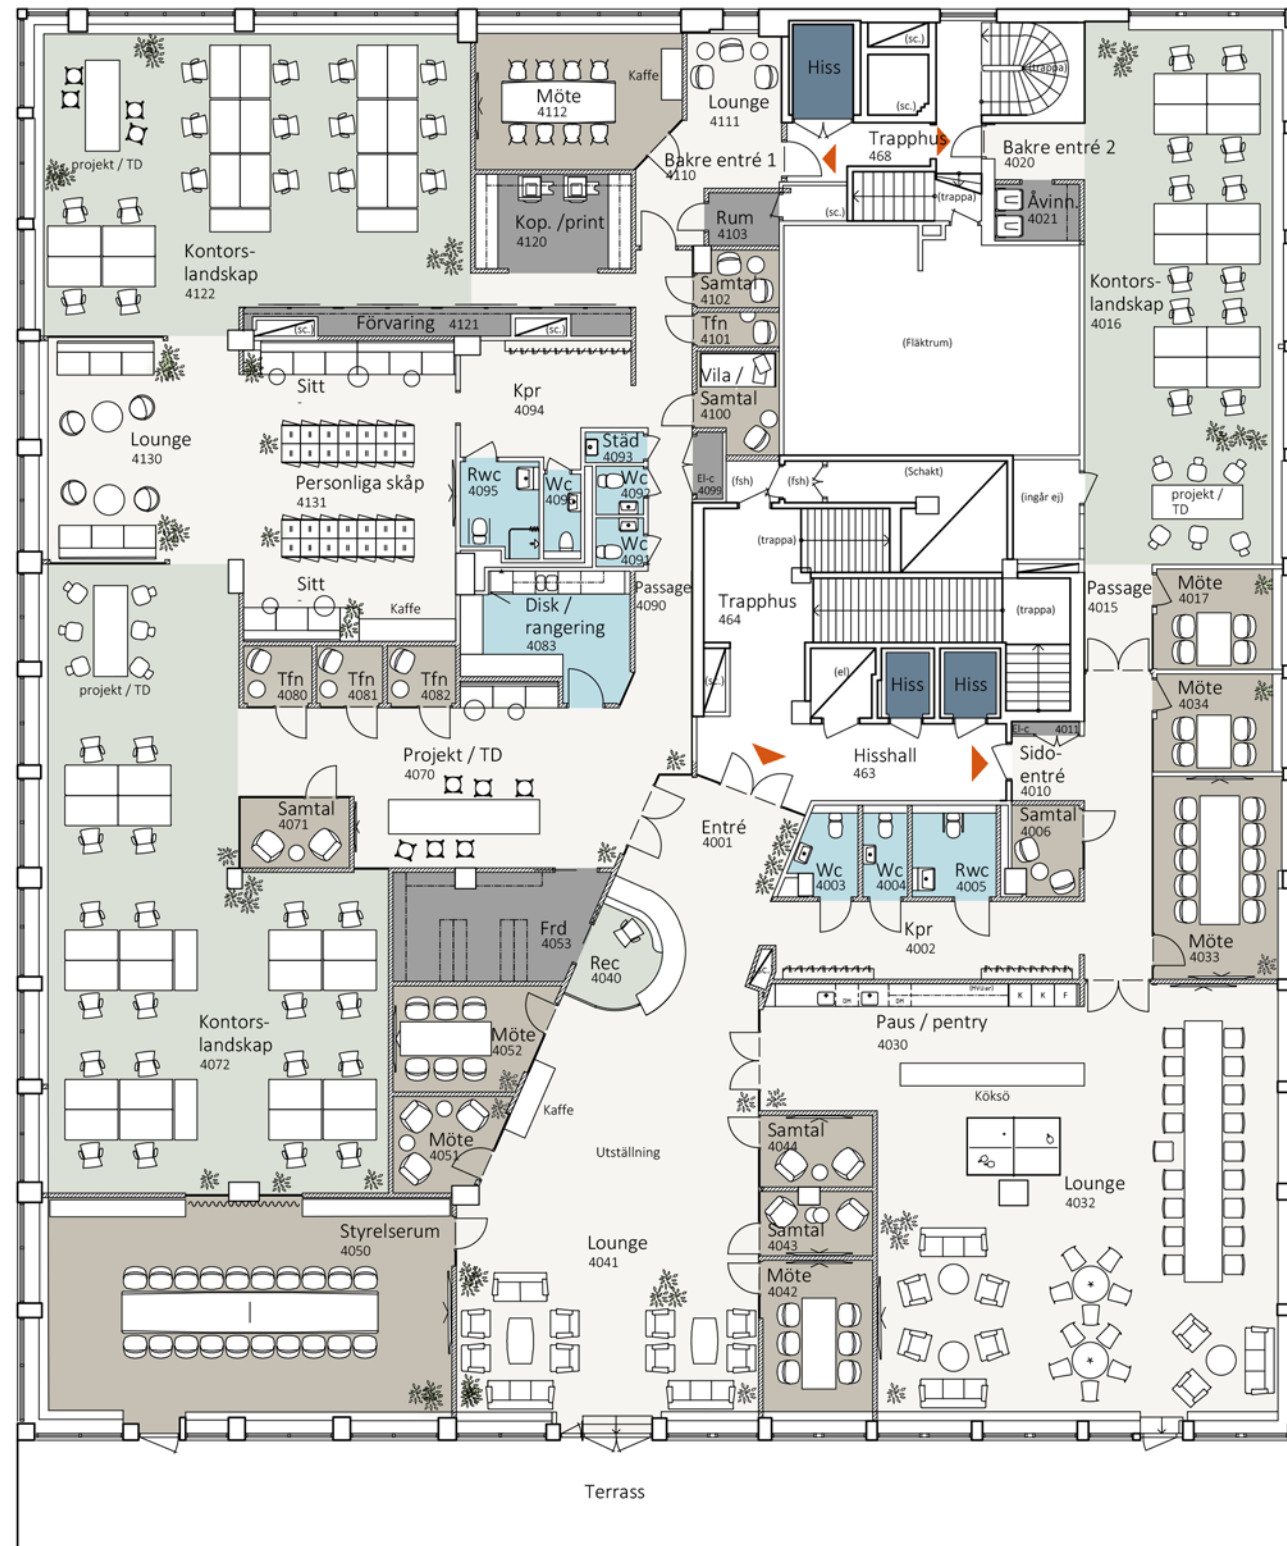 Hiss
(sc.)
(sc.)
(trappa)
Kaffe
Möte
4112
Lounge
4111
Trapphus
468
Bakre entré 2
4020
Bakre entré 1
4110
projekt / TD
Kop. /print
4120
Rum
4103
(sc.)
(trappa)
Åvinn.
4021
Kontors-
landskap
4122
Samtal
4102
Kontors-
landskap
4016
Förvaring 4121
(sc.)
(sc.)
Tfn
4101
(Fläktrum)
Vila /
Samtal
4100
Sitt
-
Kpr
4094
Lounge
4130
Städ
4093
Personliga skåp
4131
Rwc
4095
Wc
Wc
4092
El-c
4099
(fsh)
(fsh)
(Schakt)
(ingår ej)
projekt /
TD
Wc
4091
(trappa)
Sitt
-
Kaffe
Disk /
rangering
4083
Passage
4090
Trapphus
464
(trappa)
Passage
4015
Möte
4017
projekt / TD
Tfn
4080
Tfn
4081
Tfn
4082
(el)
Hiss
Hiss
Möte
4034
El-c 4011
Projekt / TD
4070
Hisshall
463
Sido-
entré
4010
Samtal
4071
Entré
4001
Samtal
4006
Wc
4003
Wc
4004
Rwc
4005
Frd
4053
Kpr
4002
Möte
4033
Rec
4040
sc.
DM
DM
K
K
F
Kontors-
landskap
4072
Möte
4052
Paus / pentry
4030
Köksö
Kaffe
Möte
4051
Utställning
Samtal
4044
Lounge
4032
Styrelserum
4050
Lounge
4041
Samtal
4043
Möte
4042
Terrass